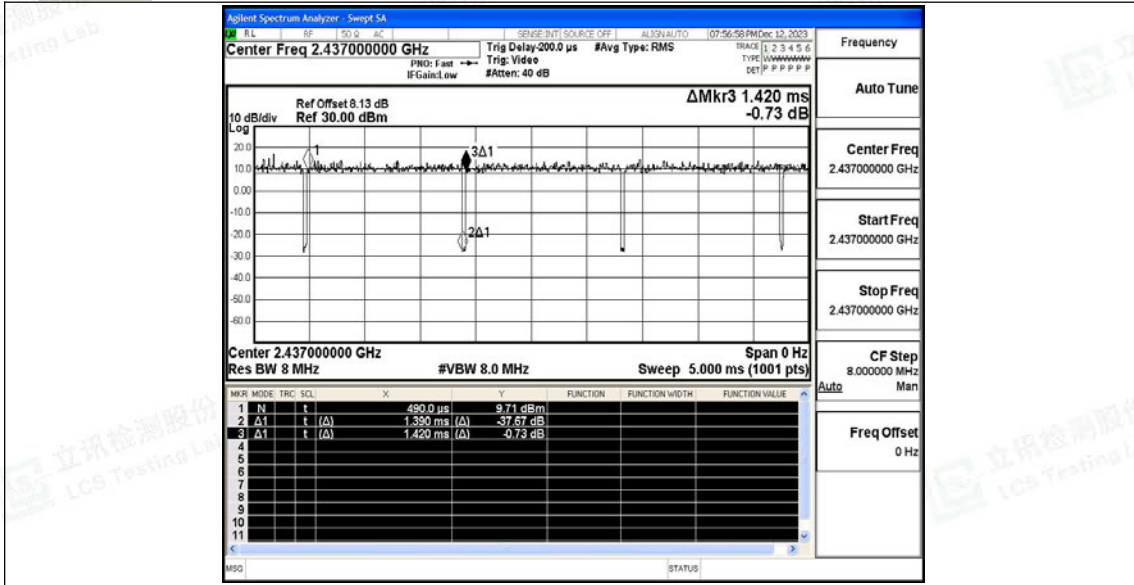 Agilent Spectrum Analyzer - Swept SA
RL RF 50 Ω AC SENSE:INT SOURCE OFF ALIGN AUTO 07:56:58 PM Dec 12, 2023
Center Freq 2.437000000 GHz
PNO: Fast
IFGain:Low
Trig Delay-200.0 µs #Avg Type: RMS
Trig: Video
#Atten: 40 dB
TRACE 1 2 3 4 5 6
TYPE WWWWWW
DET P P P P P P
Frequency
Auto Tune
Center Freq
2.437000000 GHz
Start Freq
2.437000000 GHz
Stop Freq
2.437000000 GHz
CF Step
8.000000 MHz
Auto Man
Freq Offset
0 Hz
ΔMkr3 1.420 ms
-0.73 dB
Ref Offset 8.13 dB
10 dB/div Ref 30.00 dBm
Log
20.0
10.0
0.00
-10.0
-20.0
-30.0
-40.0
-50.0
-60.0
1
3Δ1
2Δ1
Center 2.437000000 GHz Span 0 Hz
Res BW 8 MHz #VBW 8.0 MHz Sweep 5.000 ms (1001 pts)
MKR MODE TRC SCL X Y FUNCTION FUNCTION WIDTH FUNCTION VALUE
1 N t 490.0 µs 9.71 dBm
2 Δ1 t (Δ) 1.390 ms (Δ) -37.67 dB
3 Δ1 t (Δ) 1.420 ms (Δ) -0.73 dB
4
5
6
7
8
9
10
11
MSG STATUS
立讯检测股份
LCS Testing Lab
立讯检测股份
LCS Testing L